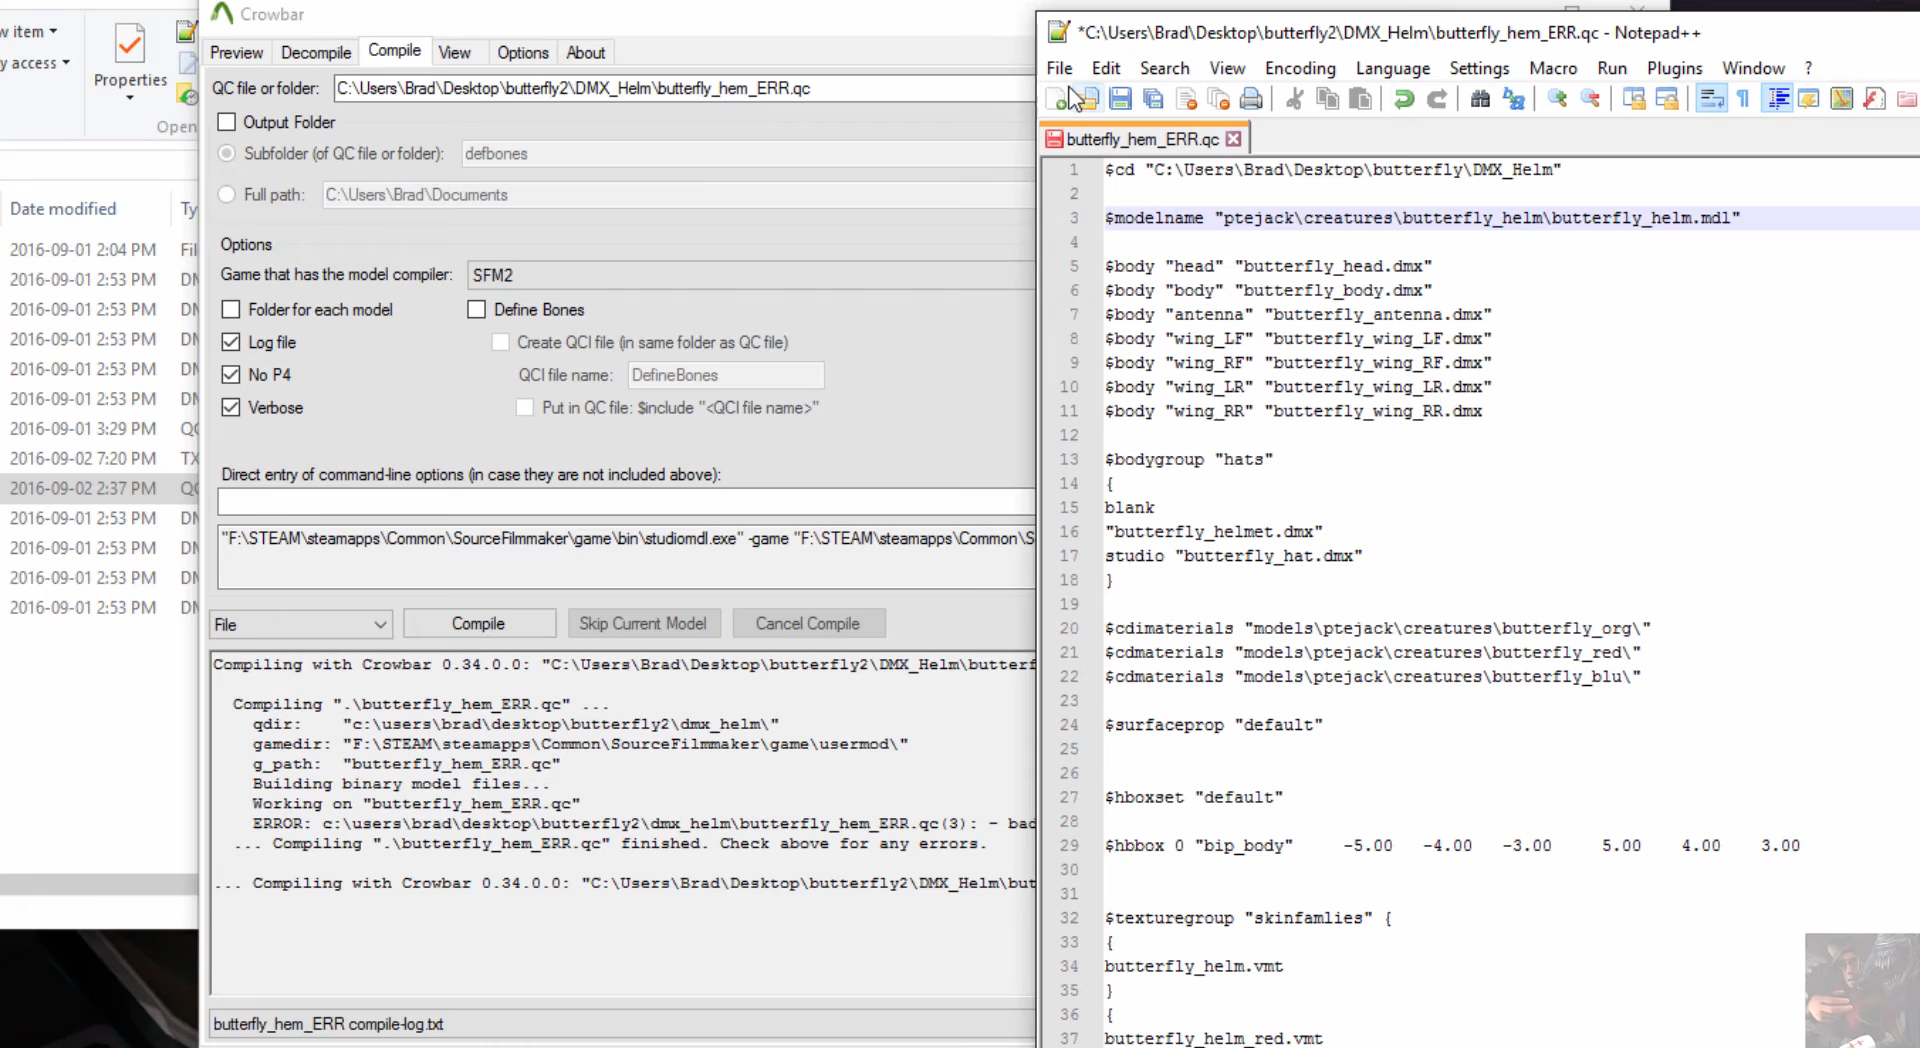 w item
y access
Properties
Open
Date modified
Ty
2016-09-01 2:04 PM Fil
2016-09-01 2:53 PM DM
2016-09-01 2:53 PM DM
2016-09-01 2:53 PM DM
2016-09-01 2:53 PM DM
2016-09-01 2:53 PM DM
2016-09-01 3:29 PM QC
2016-09-02 7:20 PM TX
2016-09-02 2:37 PM QC
2016-09-01 2:53 PM DM
2016-09-01 2:53 PM DM
2016-09-01 2:53 PM DM
2016-09-01 2:53 PM DM
Crowbar
Preview Decompile Compile View Options About
QC file or folder: C:\Users\Brad\Desktop\butterfly2\DMX_Helm\butterfly_hem_ERR.qc
Output Folder
Subfolder (of QC file or folder): defbones
Full path: C:\Users\Brad\Documents
Options
Game that has the model compiler: SFM2
Folder for each model Define Bones
Log file Create QCI file (in same folder as QC file)
No P4 QCI file name: DefineBones
Verbose Put in QC file: $include "<QCI file name>"
Direct entry of command-line options (in case they are not included above):
"F:\STEAM\steamapps\Common\SourceFilmmaker\game\bin\studiomdl.exe" -game "F:\STEAM\steamapps\Common\S
File Compile Skip Current Model Cancel Compile
Compiling with Crowbar 0.34.0.0: "C:\Users\Brad\Desktop\butterfly2\DMX_Helm\butterf
Compiling ".\butterfly_hem_ERR.qc" ...
qdir: "c:\users\brad\desktop\butterfly2\dmx_helm\"
gamedir: "F:\STEAM\steamapps\Common\SourceFilmmaker\game\usermod\"
g_path: "butterfly_hem_ERR.qc"
Building binary model files...
Working on "butterfly_hem_ERR.qc"
ERROR: c:\users\brad\desktop\butterfly2\dmx_helm\butterfly_hem_ERR.qc(3): - bad
... Compiling ".\butterfly_hem_ERR.qc" finished. Check above for any errors.
... Compiling with Crowbar 0.34.0.0: "C:\Users\Brad\Desktop\butterfly2\DMX_Helm\but
butterfly_hem_ERR compile-log.txt
*C:\Users\Brad\Desktop\butterfly2\DMX_Helm\butterfly_hem_ERR.qc - Notepad++
File Edit Search View Encoding Language Settings Macro Run Plugins Window ?
butterfly_hem_ERR.qc
1 $cd "C:\Users\Brad\Desktop\butterfly\DMX_Helm"
2
3 $modelname "ptejack\creatures\butterfly_helm\butterfly_helm.mdl"
4
5 $body "head" "butterfly_head.dmx"
6 $body "body" "butterfly_body.dmx"
7 $body "antenna" "butterfly_antenna.dmx"
8 $body "wing_LF" "butterfly_wing_LF.dmx"
9 $body "wing_RF" "butterfly_wing_RF.dmx"
10 $body "wing_LR" "butterfly_wing_LR.dmx"
11 $body "wing_RR" "butterfly_wing_RR.dmx
12
13 $bodygroup "hats"
14 {
15 blank
16 "butterfly_helmet.dmx"
17 studio "butterfly_hat.dmx"
18 }
19
20 $cdimaterials "models\ptejack\creatures\butterfly_org\"
21 $cdmaterials "models\ptejack\creatures\butterfly_red\"
22 $cdmaterials "models\ptejack\creatures\butterfly_blu\"
23
24 $surfaceprop "default"
25
26
27 $hboxset "default"
28
29 $hbbox 0 "bip_body" -5.00 -4.00 -3.00 5.00 4.00 3.00
30
31
32 $texturegroup "skinfamlies" {
33 {
34 butterfly_helm.vmt
35 }
36 {
37 butterfly_helm_red.vmt